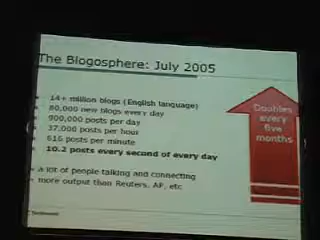 The Blogosphere: July 2005
14+ million blogs (English language)
80,000 new blogs every day
900,000 posts per day
37,000 posts per hour
616 posts per minute
10.2 posts every second of every day
a lot of people talking and connecting
more output than Reuters, AP, etc
Doubles
every
five
months